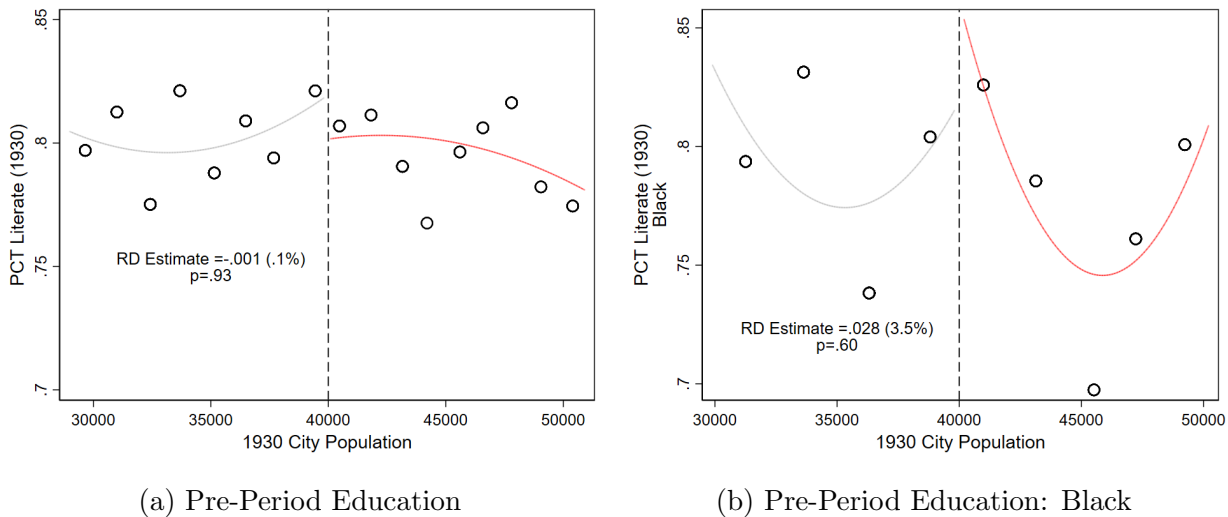 .85
.8
.75
.7
PCT Literate (1930)
RD Estimate =-.001 (.1%)
p=.93
30000 35000 40000 45000 50000
1930 City Population
(a) Pre-Period Education
.85
.8
.75
.7
PCT Literate (1930)
Black
RD Estimate =.028 (3.5%)
p=.60
30000 35000 40000 45000 50000
1930 City Population
(b) Pre-Period Education: Black